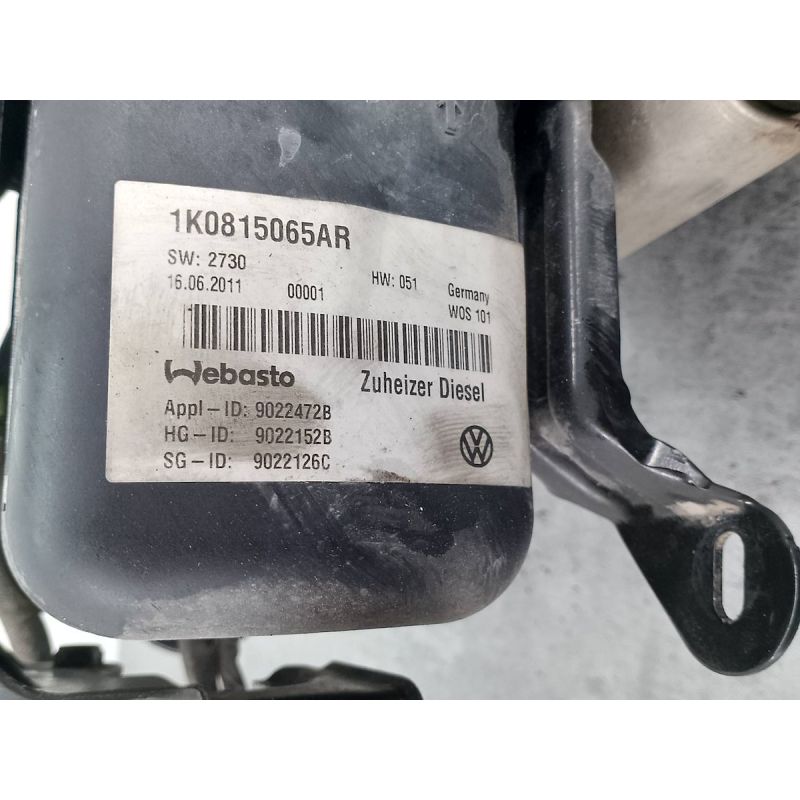 1K0815065AR
SW: 2730
16.06.2011 00001 HW: 051 Germany
WOS 101
Webasto Zuheizer Diesel
Appl-ID: 9022472B
HG-ID: 9022152B
SG-ID: 9022126C
VW